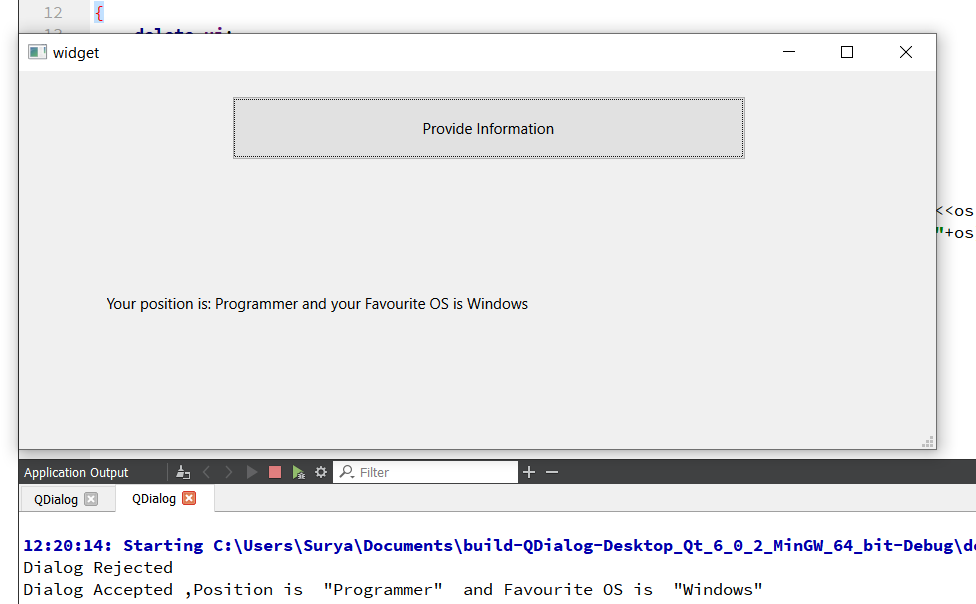 12 {
widget
Provide Information
<<os
"+os
Your position is: Programmer and your Favourite OS is Windows
Application Output
Filter
QDialog
QDialog
12:20:14: Starting C:\Users\Surya\Documents\build-QDialog-Desktop_Qt_6_0_2_MinGW_64_bit-Debug\de
Dialog Rejected
Dialog Accepted ,Position is  "Programmer"  and Favourite OS is  "Windows"